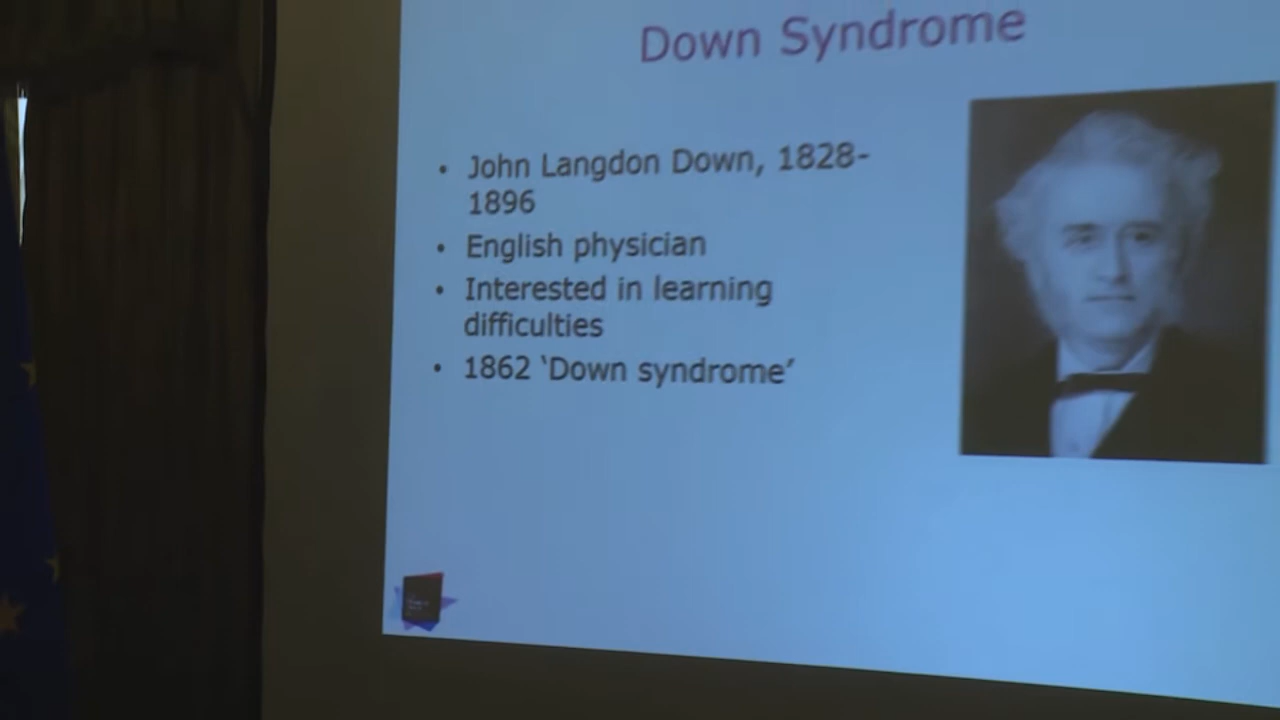 Down Syndrome
• John Langdon Down, 1828-
1896
• English physician
• Interested in learning
difficulties
• 1862 ‘Down syndrome’